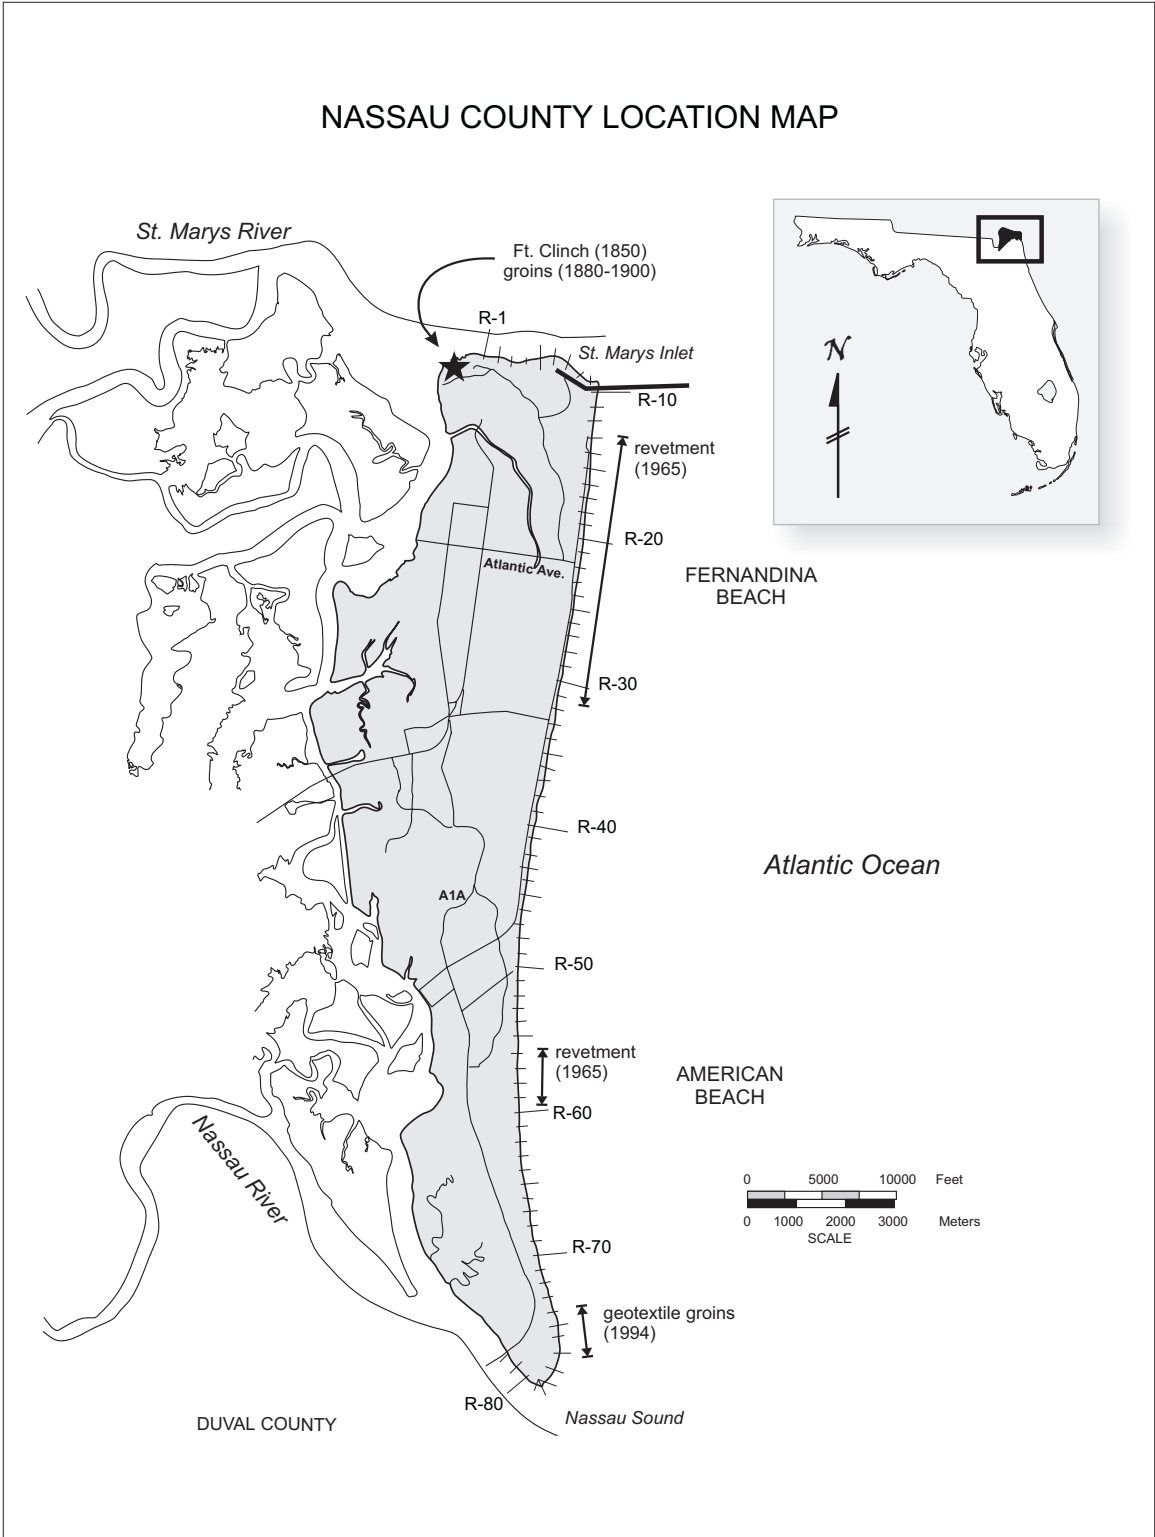 NASSAU COUNTY LOCATION MAP
St. Marys River
Ft. Clinch (1850)
groins (1880-1900)
R-1
St. Marys Inlet
N
R-10
revetment
(1965)
R-20
Atlantic Ave.
FERNANDINA
BEACH
R-30
R-40
Atlantic Ocean
A1A
R-50
revetment
(1965)
AMERICAN
BEACH
R-60
Nassau River
0 5000 10000 Feet
0 1000 2000 3000 Meters
SCALE
R-70
geotextile groins
(1994)
R-80
Nassau Sound
DUVAL COUNTY